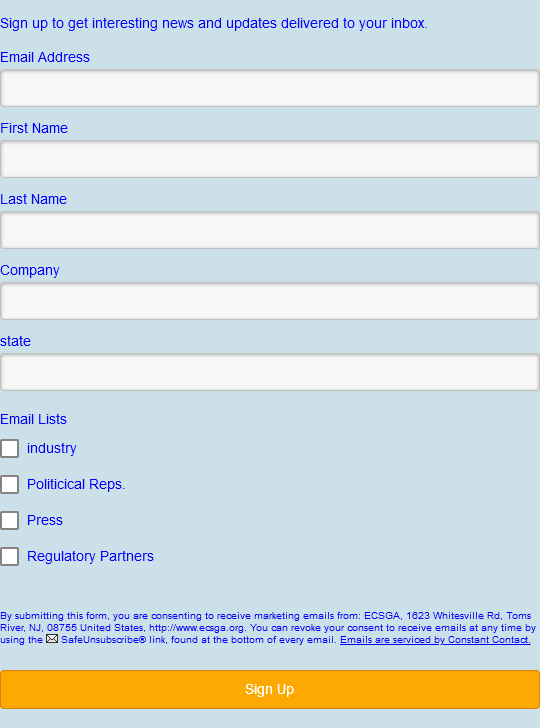 Sign up to get interesting news and updates delivered to your inbox.
Email Address
First Name
Last Name
Company
state
Email Lists
industry
Politicical Reps.
Press
Regulatory Partners
By submitting this form, you are consenting to receive marketing emails from: ECSGA, 1623 Whitesville Rd, Toms
River, NJ, 08755 United States, http://www.ecsga.org. You can revoke your consent to receive emails at any time by
using the SafeUnsubscribe® link, found at the bottom of every email. Emails are serviced by Constant Contact.
Sign Up